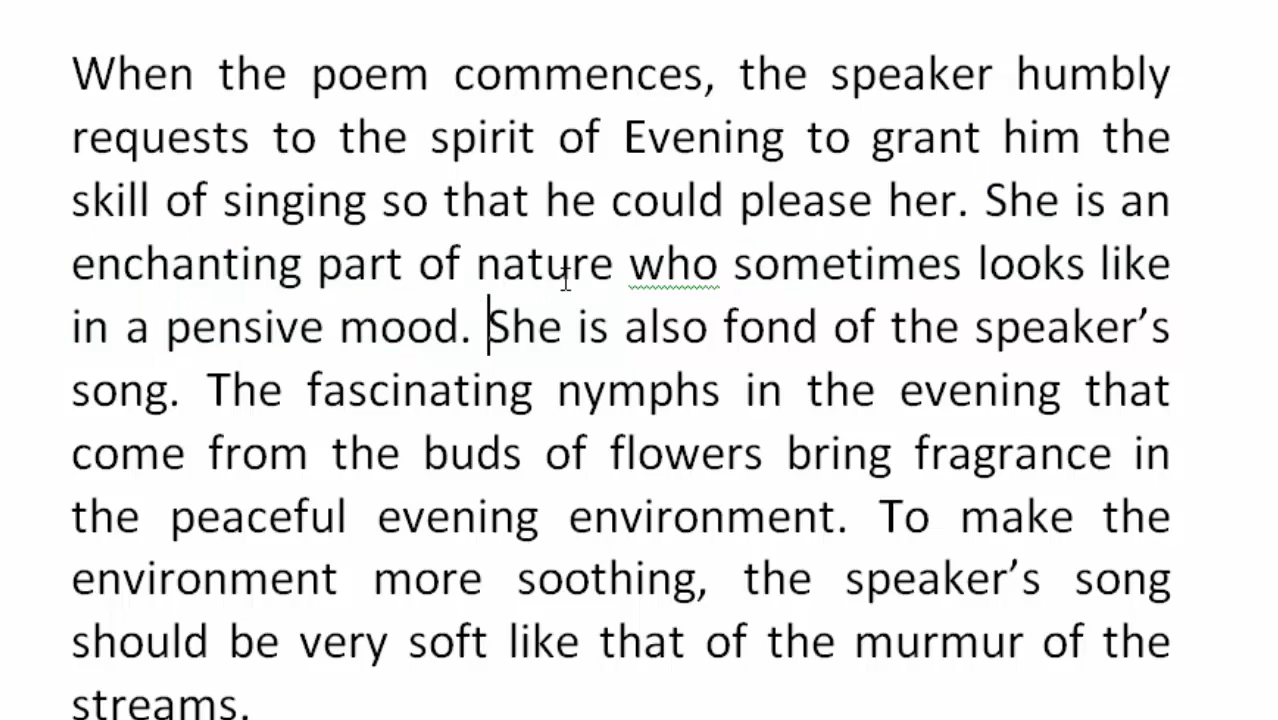 When the poem commences, the speaker humbly
requests to the spirit of Evening to grant him the
skill of singing so that he could please her. She is an
enchanting part of nature who sometimes looks like
in a pensive mood. She is also fond of the speaker’s
song. The fascinating nymphs in the evening that
come from the buds of flowers bring fragrance in
the peaceful evening environment. To make the
environment more soothing, the speaker’s song
should be very soft like that of the murmur of the
streams.